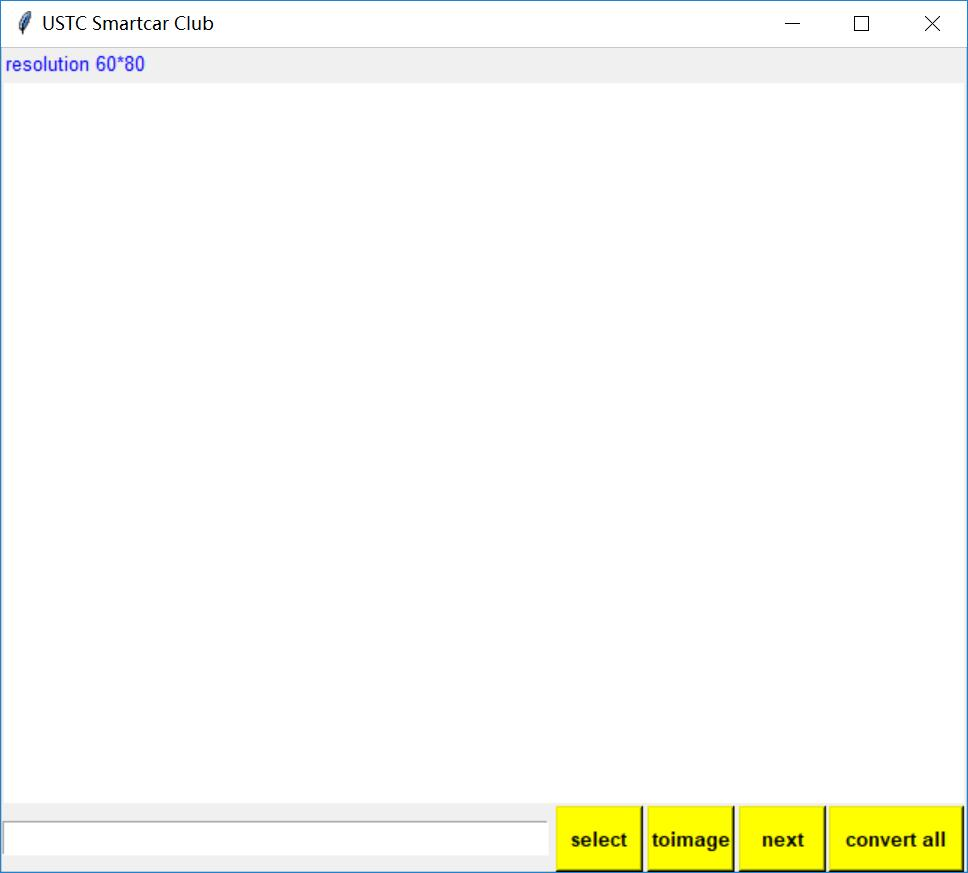 USTC Smartcar Club
resolution 60*80
select toimage next convert all